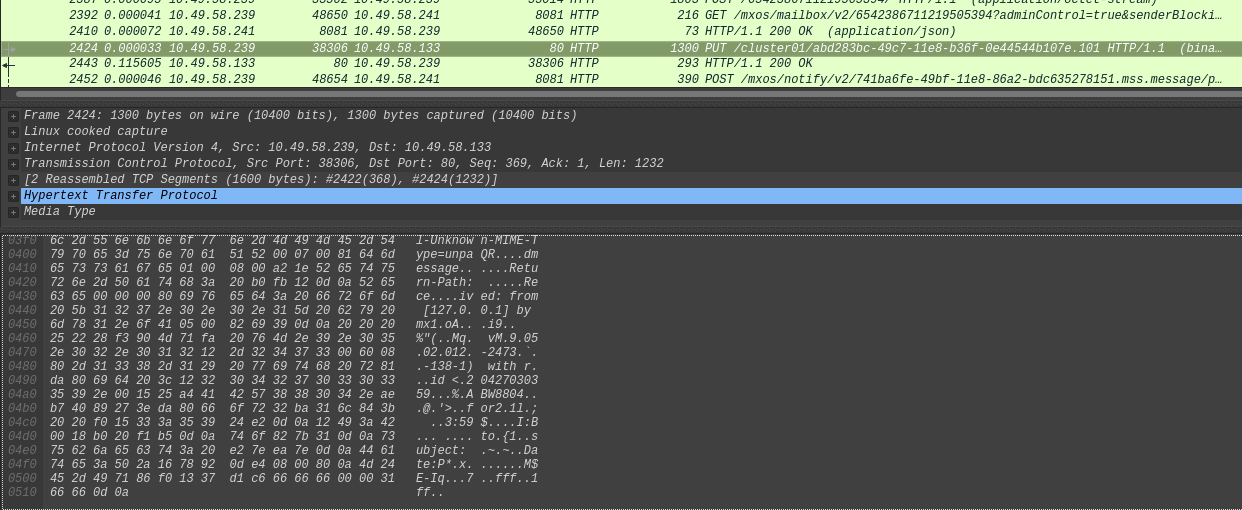 2392 0.000041 10.49.58.239 48650 10.49.58.241 8081 HTTP 216 GET /mxos/mailbox/v2/6542386711219505394?adminControl=true&senderBlocki…
2410 0.000072 10.49.58.241 8081 10.49.58.239 48650 HTTP 73 HTTP/1.1 200 OK  (application/json)
2424 0.000033 10.49.58.239 38306 10.49.58.133 80 HTTP 1300 PUT /cluster01/abd283bc-49c7-11e8-b36f-0e44544b107e.101 HTTP/1.1  (bina…
2443 0.115605 10.49.58.133 80 10.49.58.239 38306 HTTP 293 HTTP/1.1 200 OK
2452 0.000046 10.49.58.239 48654 10.49.58.241 8081 HTTP 390 POST /mxos/notify/v2/741ba6fe-49bf-11e8-86a2-bdc635278151.mss.message/p…
Frame 2424: 1300 bytes on wire (10400 bits), 1300 bytes captured (10400 bits)
Linux cooked capture
Internet Protocol Version 4, Src: 10.49.58.239, Dst: 10.49.58.133
Transmission Control Protocol, Src Port: 38306, Dst Port: 80, Seq: 369, Ack: 1, Len: 1232
[2 Reassembled TCP Segments (1600 bytes): #2422(368), #2424(1232)]
Hypertext Transfer Protocol
Media Type
03f0 6c 2d 55 6e 6b 6e 6f 77 6e 2d 4d 49 4d 45 2d 54 l-Unknow n-MIME-T
0400 79 70 65 3d 75 6e 70 61 51 52 00 07 00 81 64 6d ype=unpa QR....dm
0410 65 73 73 61 67 65 01 00 08 00 a2 1e 52 65 74 75 essage.. ....Retu
0420 72 6e 2d 50 61 74 68 3a 20 b0 fb 12 0d 0a 52 65 rn-Path:  .....Re
0430 63 65 00 00 00 80 69 76 65 64 3a 20 66 72 6f 6d ce....iv ed: from
0440 20 5b 31 32 37 2e 30 2e 30 2e 31 5d 20 62 79 20 [127.0. 0.1] by
0450 6d 78 31 2e 6f 41 05 00 82 69 39 0d 0a 20 20 20 mx1.oA.. .i9..
0460 25 22 28 f3 90 4d 71 fa 20 76 4d 2e 39 2e 30 35 %"(..Mq.  vM.9.05
0470 2e 30 32 2e 30 31 32 12 2d 32 34 37 33 00 60 08 .02.012. -2473.`.
0480 80 2d 31 33 38 2d 31 29 20 77 69 74 68 20 72 81 .-138-1)  with r.
0490 da 80 69 64 20 3c 12 32 30 34 32 37 30 33 30 33 ..id <.2 04270303
04a0 35 39 2e 00 15 25 a4 41 42 57 38 38 30 34 2e ae 59...%.A BW8804..
04b0 b7 40 89 27 3e da 80 66 6f 72 32 ba 31 6c 84 3b .@.'>..f or2.1l.;
04c0 20 20 f0 15 33 3a 35 39 24 e2 0d 0a 12 49 3a 42 ..3:59 $....I:B
04d0 00 18 b0 20 f1 b5 0d 0a 74 6f 82 7b 31 0d 0a 73 ... .... to.{1..s
04e0 75 62 6a 65 63 74 3a 20 e2 7e ea 7e 0d 0a 44 61 ubject:  .~.~..Da
04f0 74 65 3a 50 2a 16 78 92 0d e4 08 00 80 0a 4d 24 te:P*.x. ......M$
0500 45 2d 49 71 86 f0 13 37 d1 c6 66 66 66 00 00 31 E-Iq...7 ..fff..1
0510 66 66 0d 0a ff..